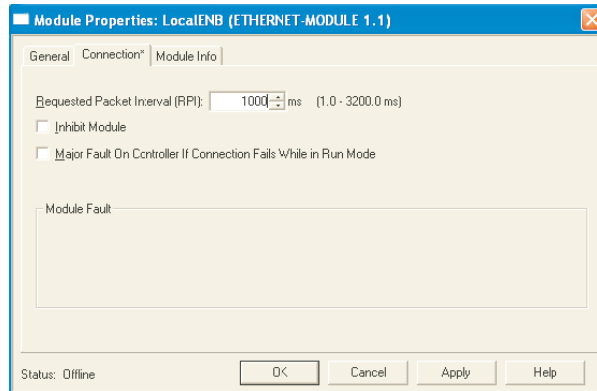 Module Properties: LocalENB (ETHERNET-MODULE 1.1)
General Connection* Module Info
Requested Packet Interval (RPI): 1000 ms (1.0 - 3200.0 ms)
Inhibit Module
Major Fault On Controller If Connection Fails While in Run Mode
Module Fault
Status: Offline OK Cancel Apply Help